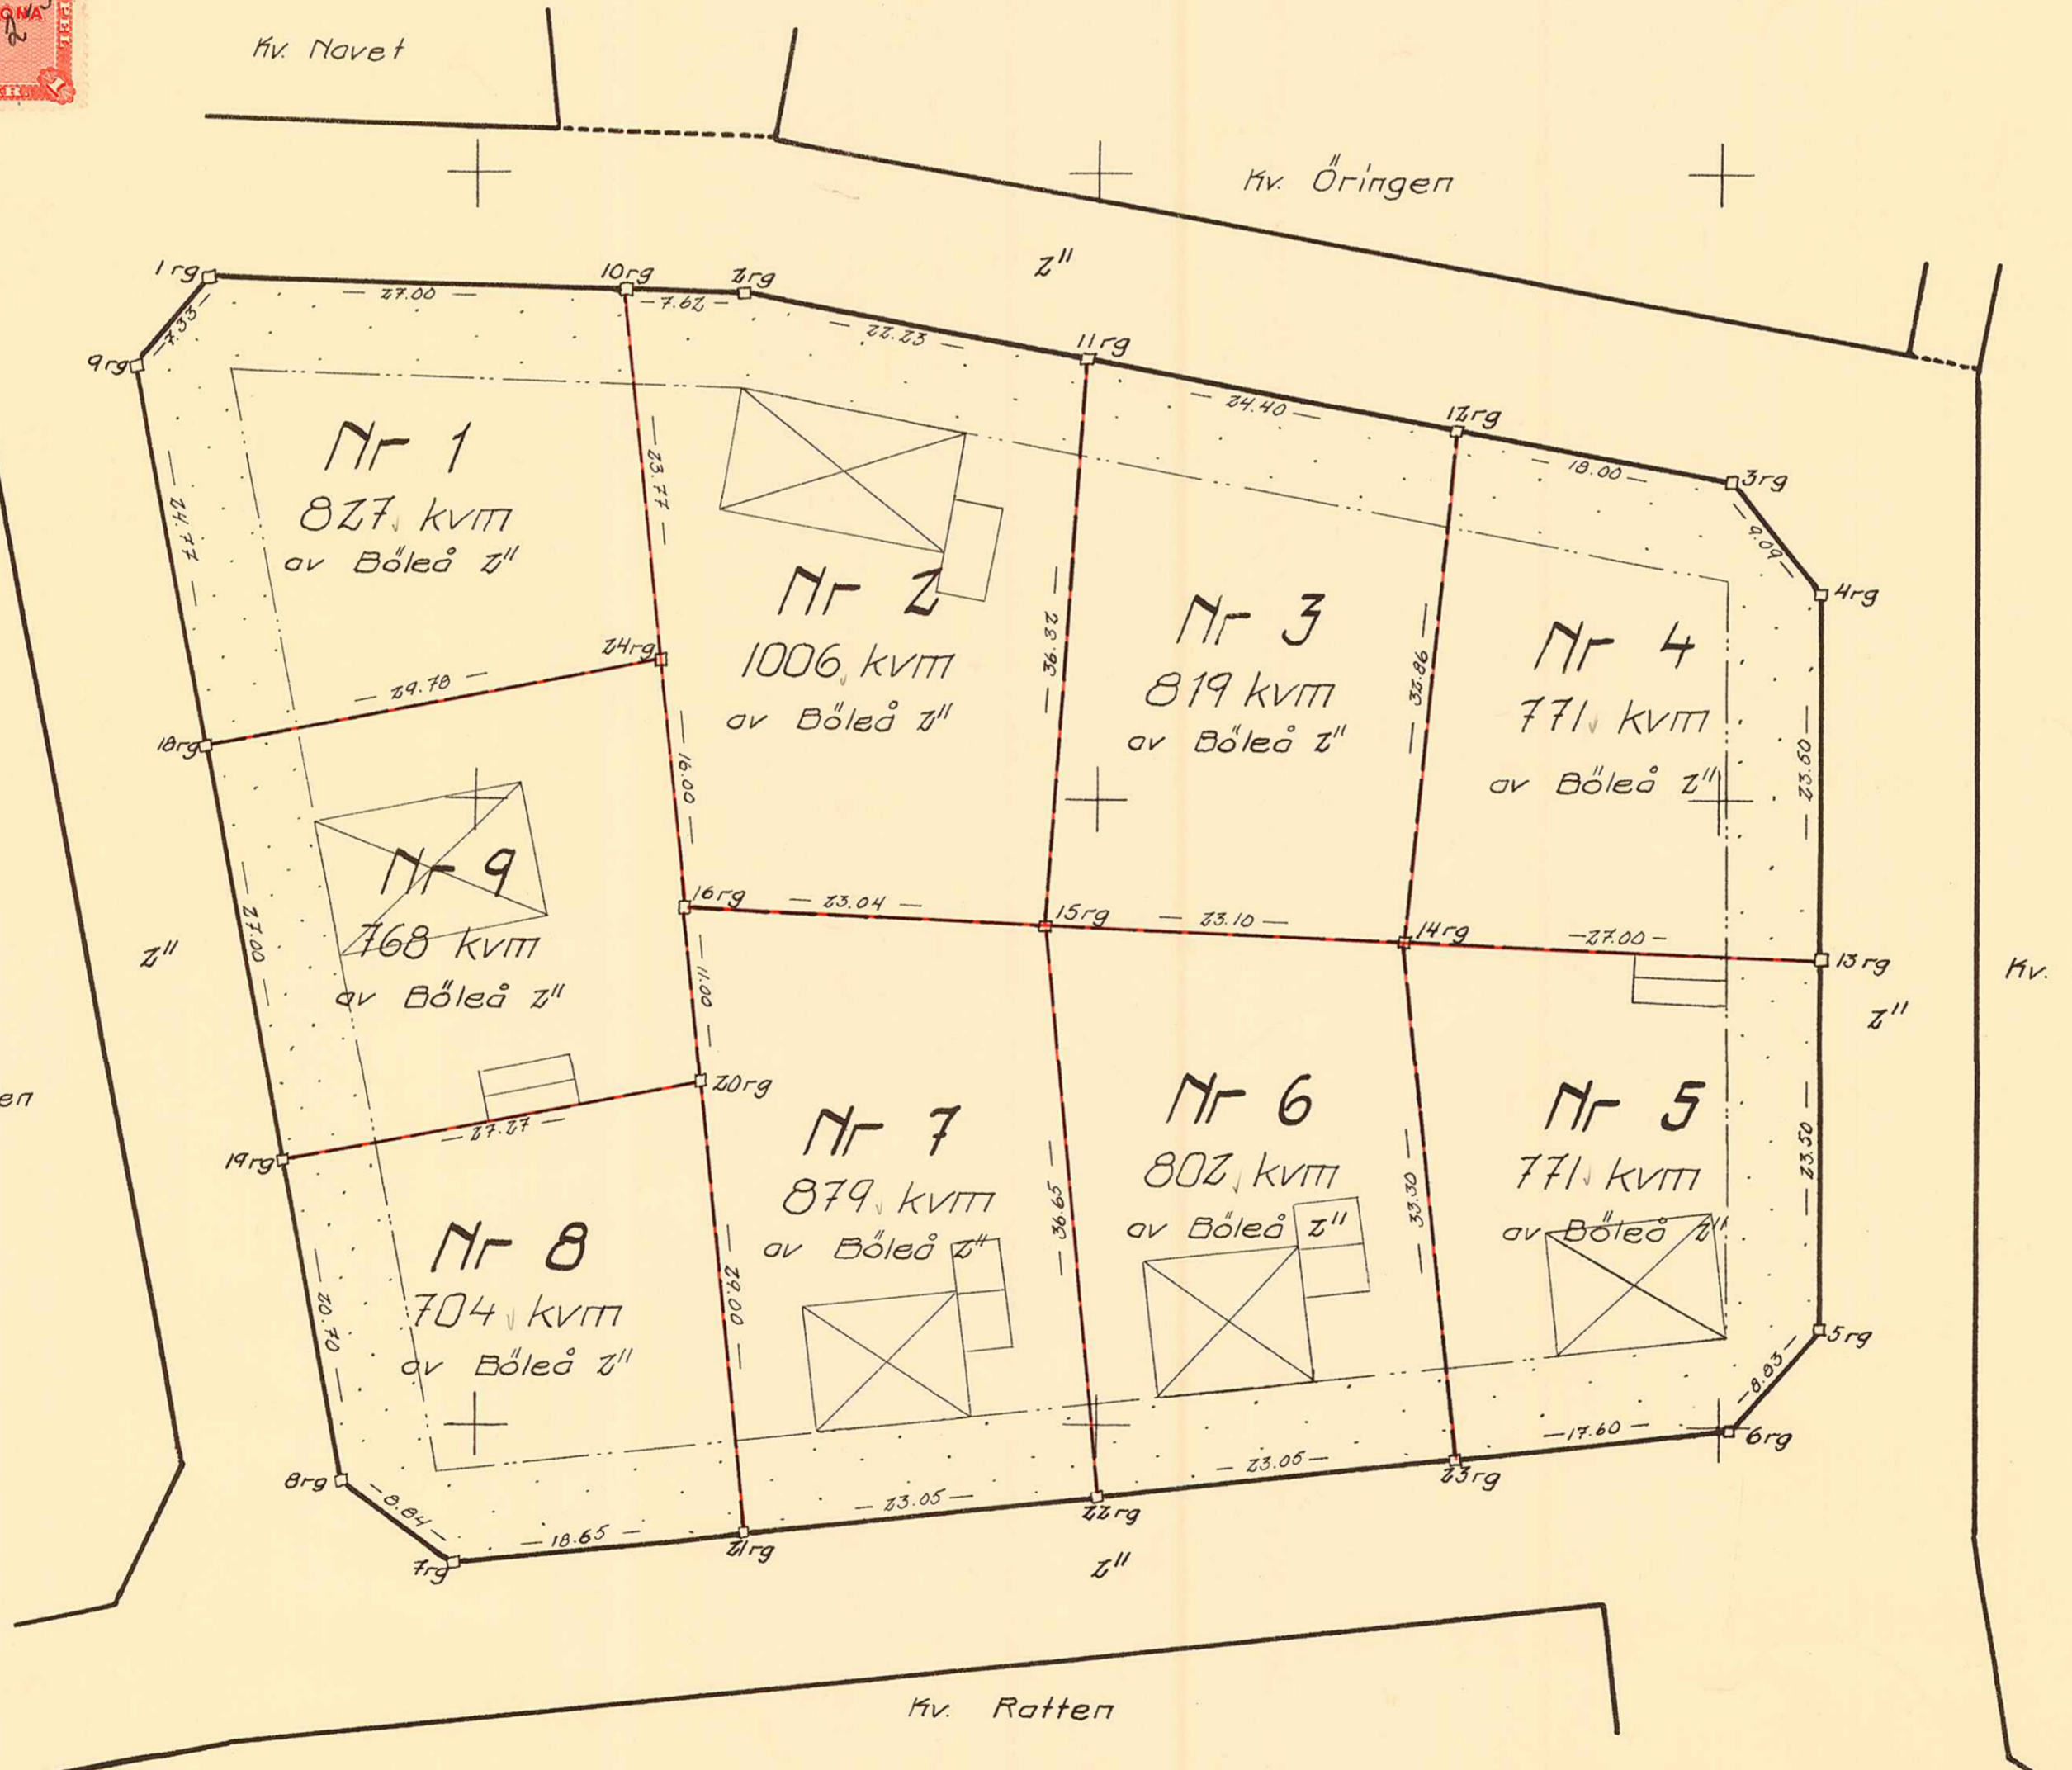 ONA
2
Kv. Navet
Kv. Öringen
2"
1rg
10rg
2rg
27.00
7.62
7.33
22.23
11rg
9rg
24.40
12rg
18.00
3rg
9.09
4rg
Nr 1
827 kvm
av Böleå 2"
24.77
23.77
Nr 2
1006 kvm
av Böleå 2"
36.32
Nr 3
819 kvm
av Böleå 2"
32.86
Nr 4
771 kvm
av Böleå 2"
23.50
24rg
29.78
18rg
16.00
Nr 9
768 kvm
av Böleå 2"
27.00
16rg
23.04
15rg
23.10
14rg
27.00
13rg
2"
Kv.
2"
11.00
en
20rg
27.27
19rg
Nr 8
704 kvm
av Böleå 2"
20.70
29.00
Nr 7
879 kvm
av Böleå 2"
36.65
Nr 6
802 kvm
av Böleå 2"
33.30
Nr 5
771 kvm
av Böleå 2"
23.50
5rg
8.83
6rg
17.60
23rg
23.05
22rg
23.05
21rg
18.65
7rg
8.84
8rg
2"
Kv. Ratten